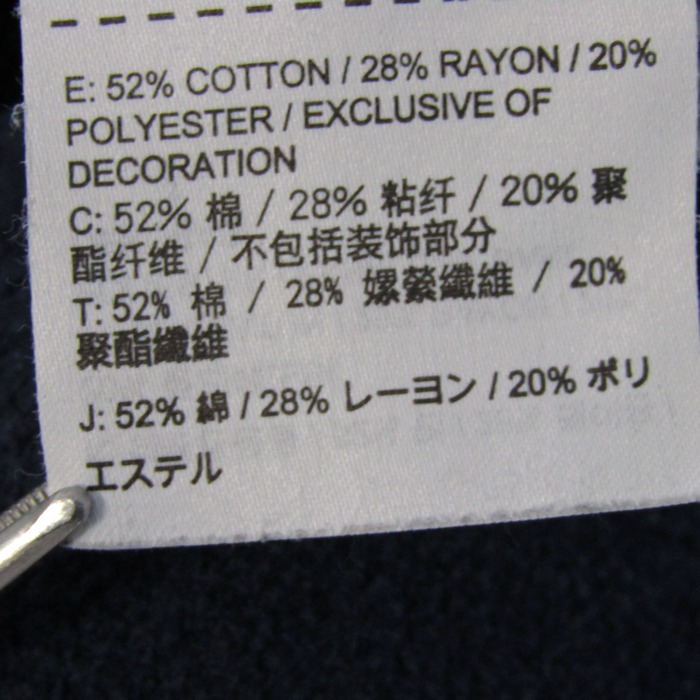 E: 52% COTTON / 28% RAYON / 20%
POLYESTER / EXCLUSIVE OF
DECORATION
C: 52% 棉 / 28% 粘纤 / 20% 聚
酯纤维 / 不包括装饰部分
T: 52% 棉 / 28% 嫘縈纖維 / 20%
聚酯纖維
J: 52% 綿 / 28% レーヨン / 20% ポリ
エステル